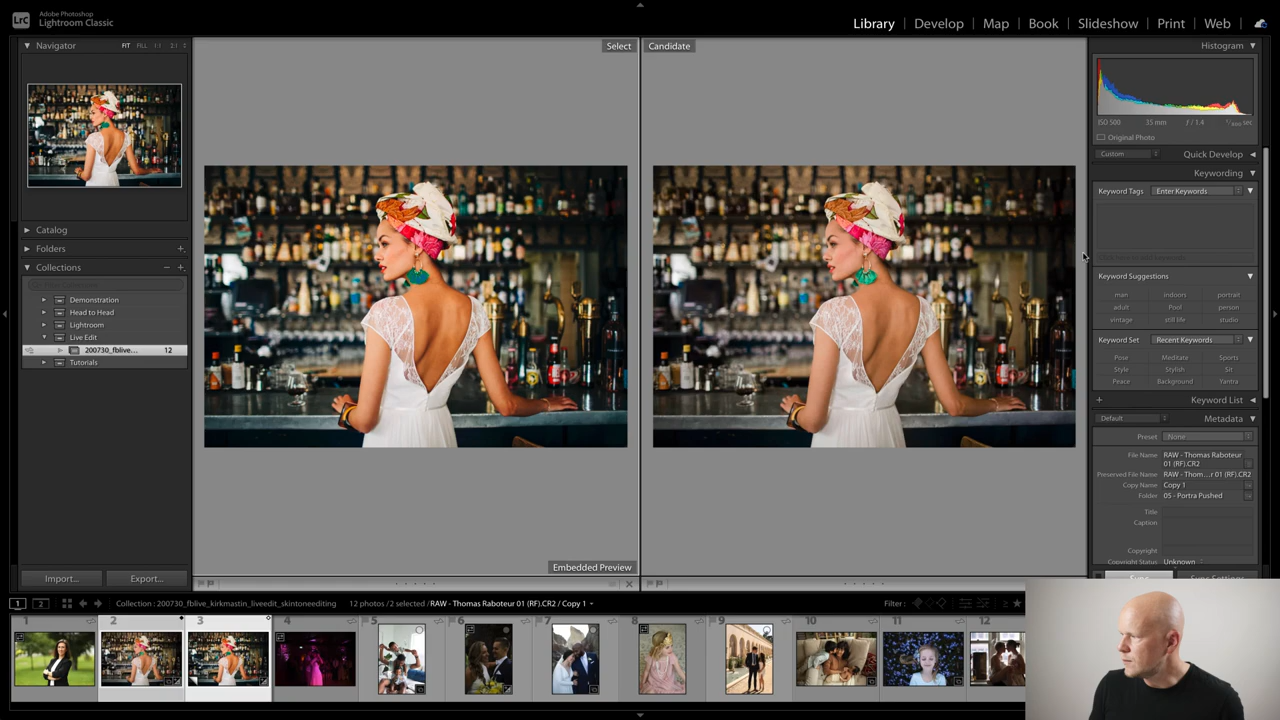 LrC Adobe Photoshop
Lightroom Classic
Library | Develop | Map | Book | Slideshow | Print | Web
Navigator FIT FILL 1:1 2:1
Catalog
Folders
Collections
Demonstration
Head to Head
Lightroom
Live Edit
200730_fblive... 12
Tutorials
Import... Export...
Select
Candidate
Embedded Preview
Histogram
ISO 500 35 mm ƒ / 1.4 sec
Original Photo
Custom Quick Develop
Keywording
Keyword Tags Enter Keywords
Keyword Suggestions
man indoors portrait
adult Pool person
vintage still life studio
Keyword Set Recent Keywords
Pose Meditate Sports
Style Stylish Sit
Peace Background Yantra
Keyword List
Default Metadata
Preset None
File Name RAW - Thomas Raboteur
01 (RF).CR2
Preserved File Name RAW - Thom...r 01 (RF).CR2
Copy Name Copy 1
Folder 05 - Portra Pushed
Title
Caption
Copyright
Copyright Status Unknown
1 2 Collection : 200730_fblive_kirkmastin_liveedit_skintoneediting 12 photos / 2 selected / RAW - Thomas Raboteur 01 (RF).CR2 / Copy 1 Filter :
1 2 3 4 5 6 7 8 9 10 11 12